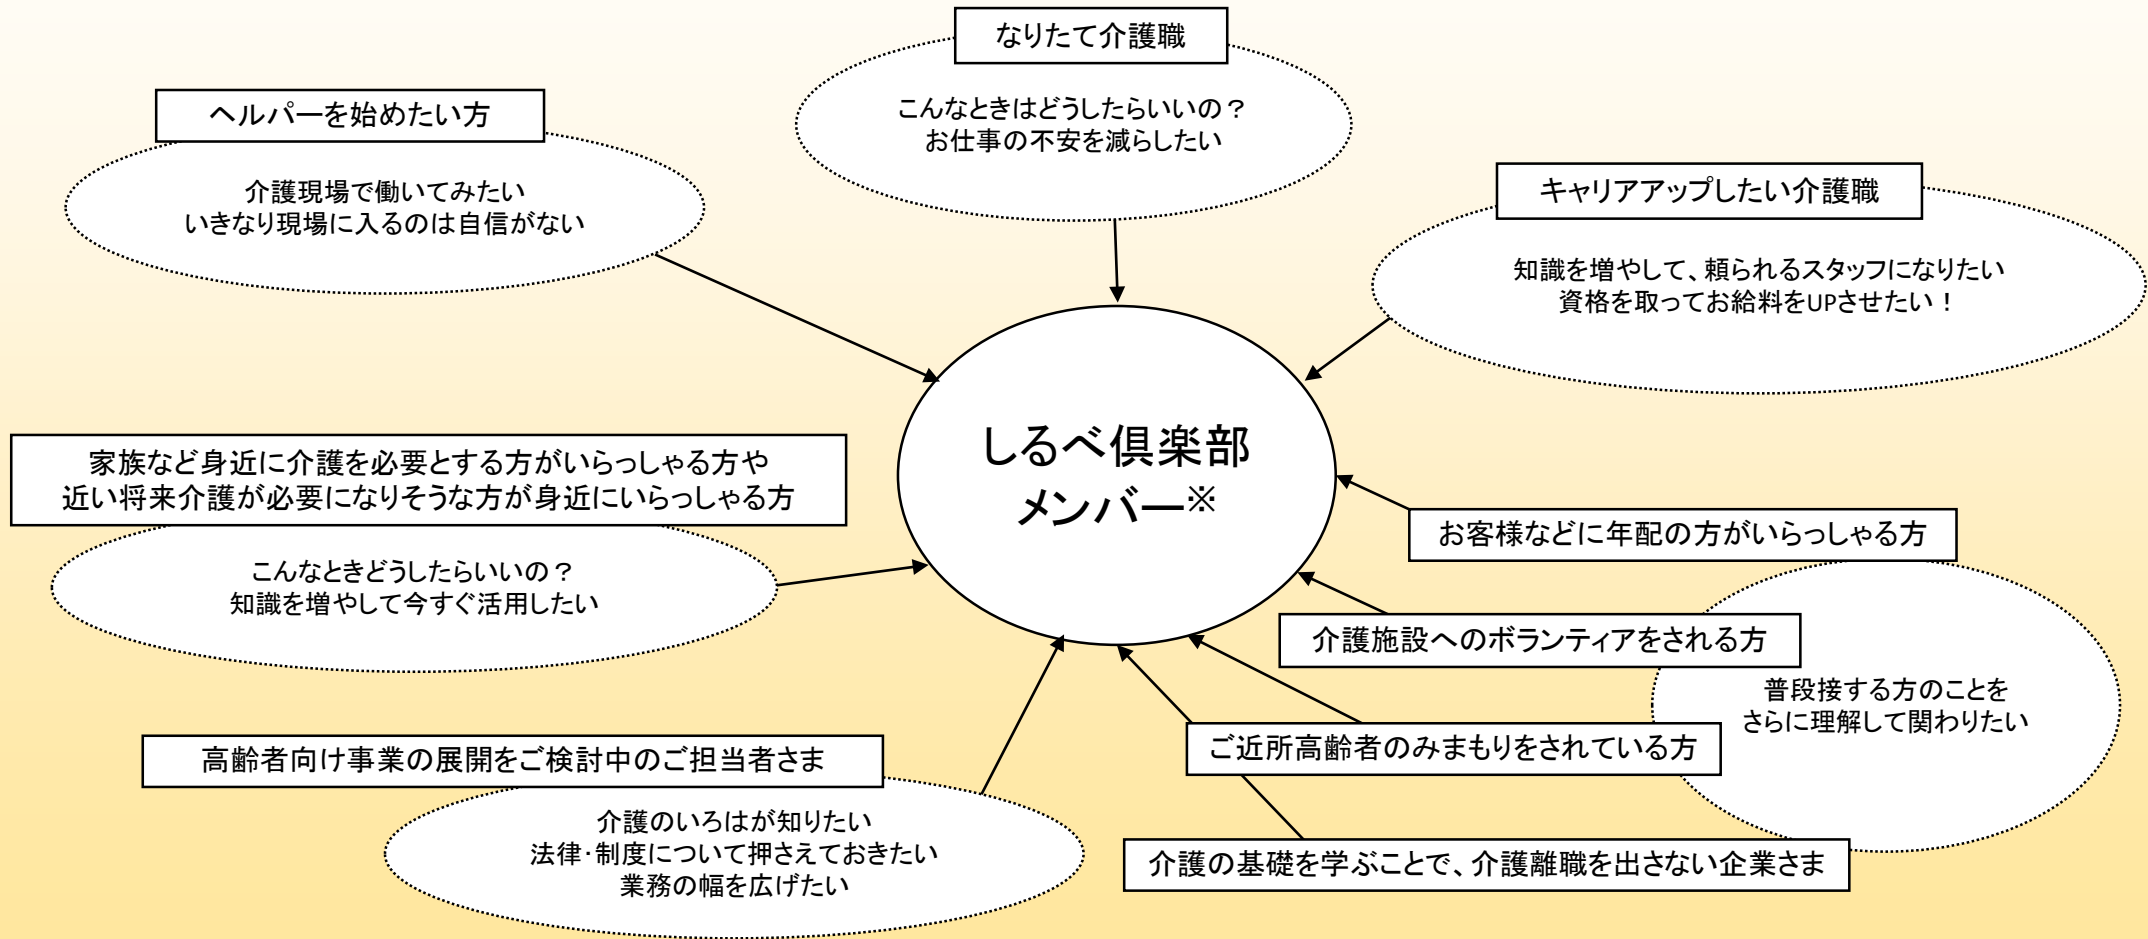 なりたて介護職
こんなときはどうしたらいいの？
お仕事の不安を減らしたい
ヘルパーを始めたい方
介護現場で働いてみたい
いきなり現場に入るのは自信がない
キャリアアップしたい介護職
知識を増やして、頼られるスタッフになりたい
資格を取ってお給料をUPさせたい！
しるべ倶楽部
メンバー※
家族など身近に介護を必要とする方がいらっしゃる方や
近い将来介護が必要になりそうな方が身近にいらっしゃる方
こんなときどうしたらいいの？
知識を増やして今すぐ活用したい
お客様などに年配の方がいらっしゃる方
介護施設へのボランティアをされる方
普段接する方のことを
さらに理解して関わりたい
ご近所高齢者のみまもりをされている方
介護の基礎を学ぶことで、介護離職を出さない企業さま
高齢者向け事業の展開をご検討中のご担当者さま
介護のいろはが知りたい
法律・制度について押さえておきたい
業務の幅を広げたい